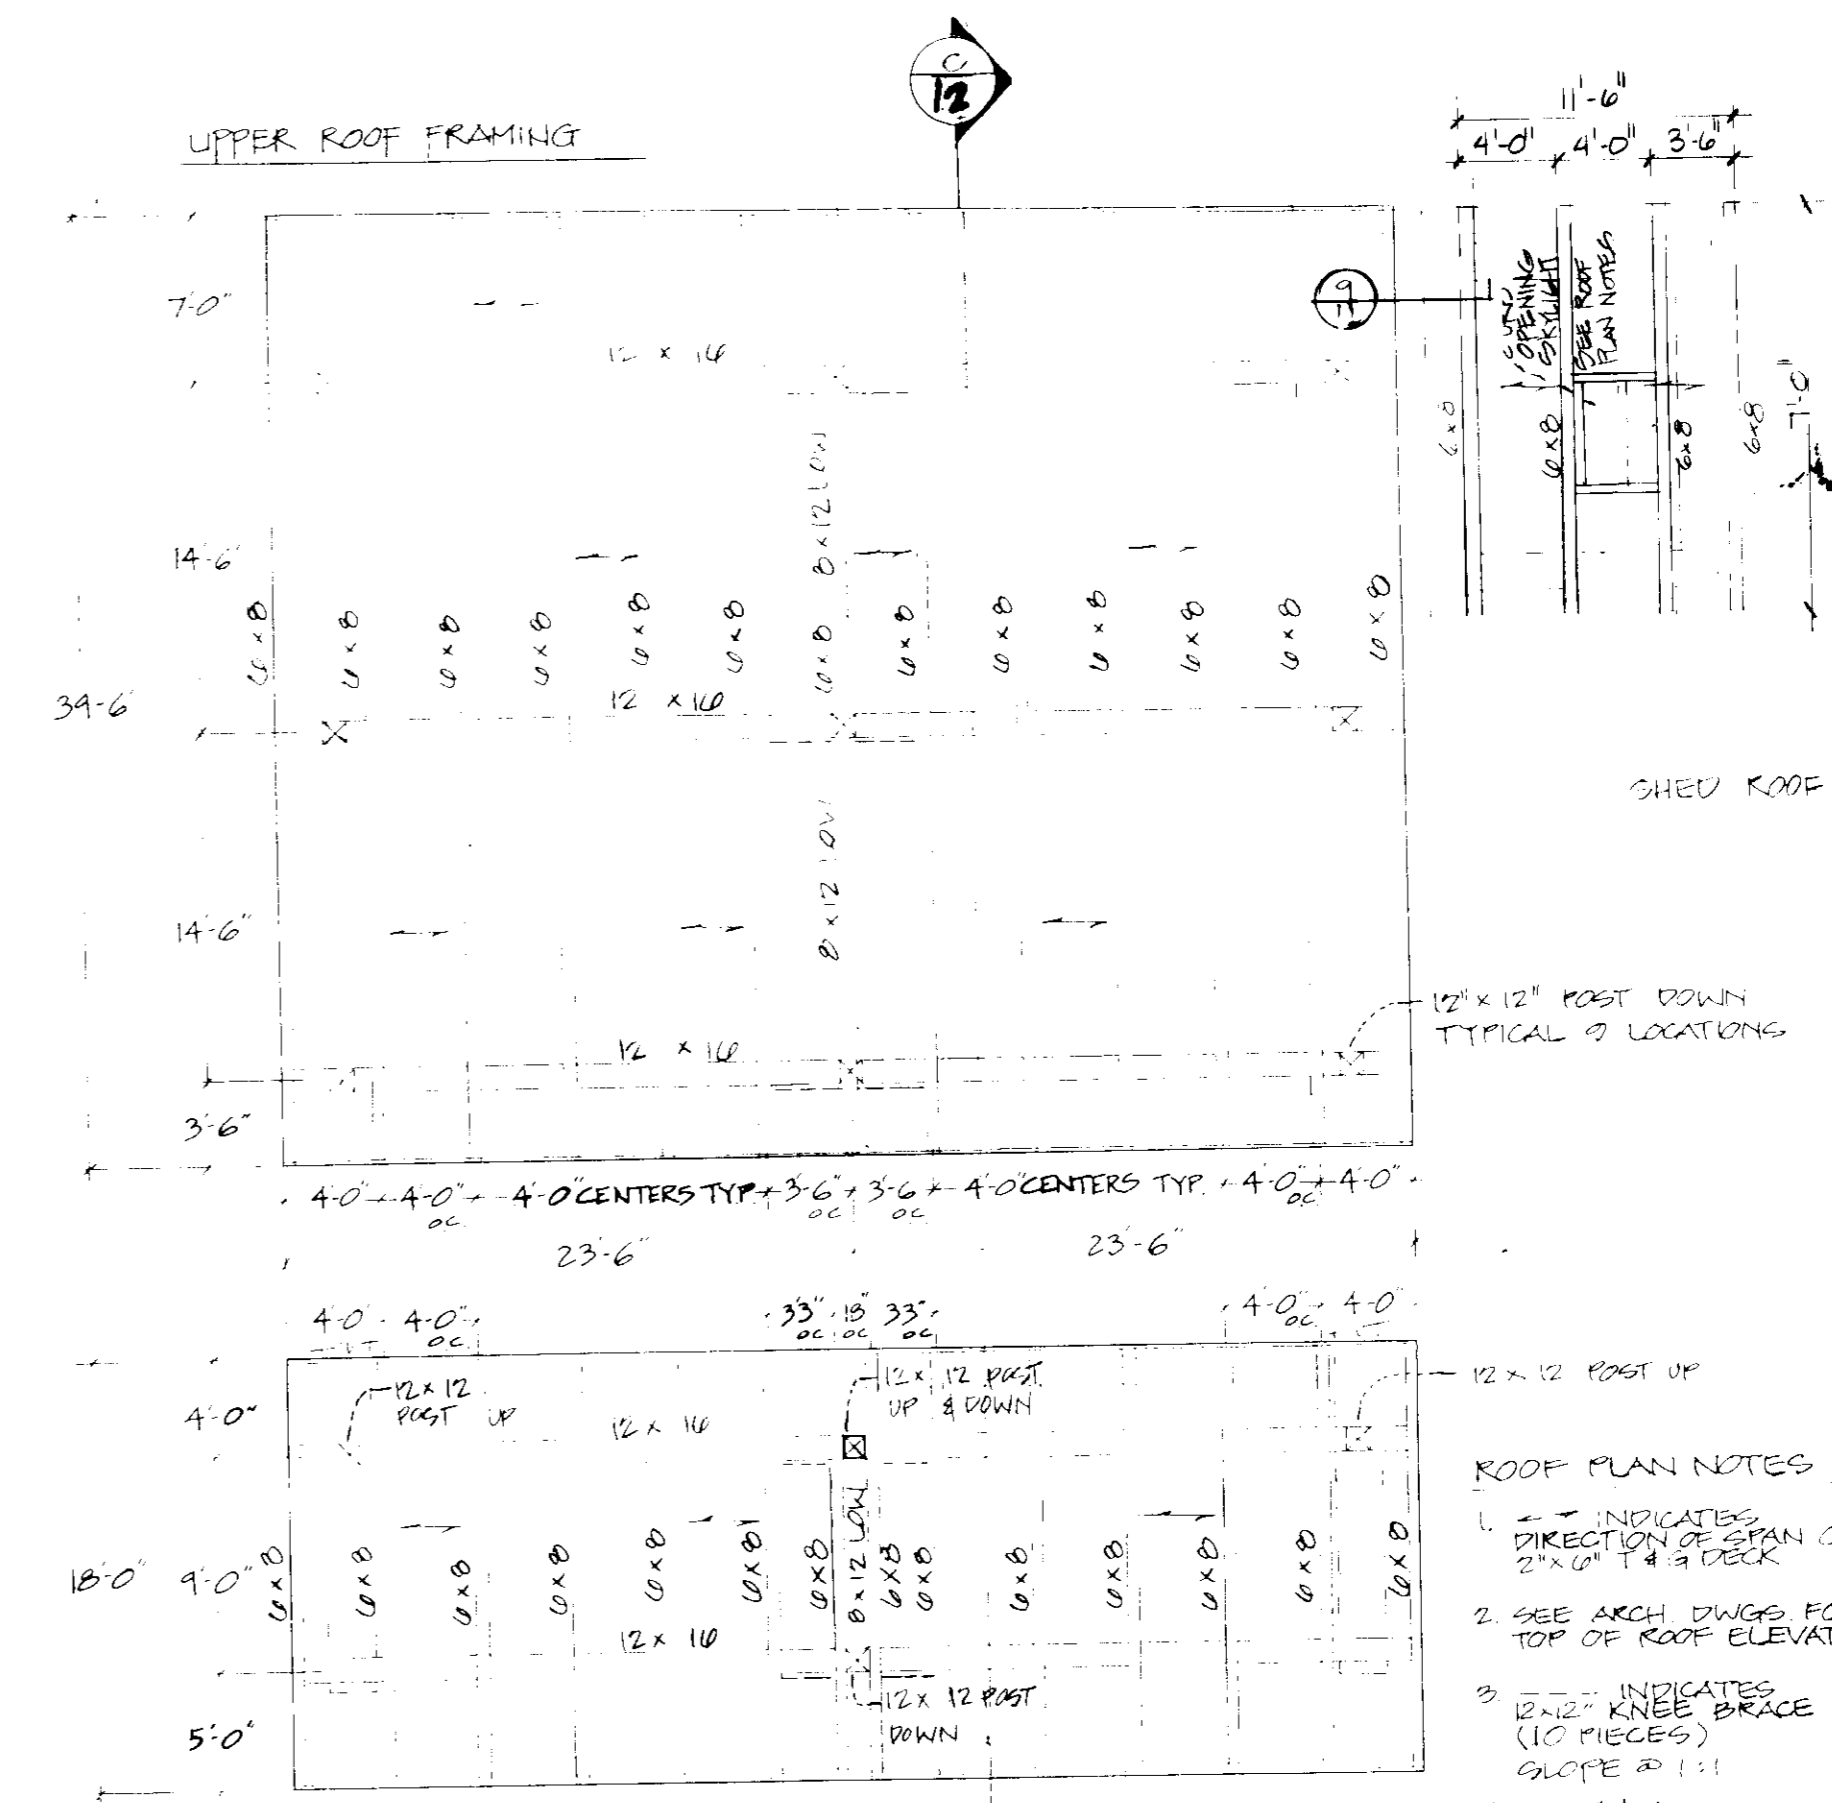 C
12
UPPER ROOF FRAMING
11'-6"
4'-0" 4'-0" 3'-6"
7'-0"
12 x 16
9
11
OPENING
SKYLIGHT
SEE ROOF
PLAN NOTES
6x8
6x8
6x8
6x8
7'-0"
8x12 LOW
14'-6"
6x8 6x8 6x8 6x8 6x8 6x8 6x8 6x8 6x8 6x8 6x8 6x8 6x8
39'-6"
12 x 16
SHED ROOF
8x12 LOW
14'-6"
12" x 12" POST DOWN
TYPICAL 9 LOCATIONS
12 x 16
3'-6"
4'-0" 4'-0" OC 4'-0" CENTERS TYP. 3'-6" OC 3'-6" OC 4'-0" CENTERS TYP. 4'-0" OC 4'-0"
23'-6" 23'-6"
4'-0" 4'-0" OC 33" OC 18" OC 33" OC 4'-0" OC 4'-0"
12 x 12
POST UP
12 x 12 POST
UP & DOWN
12 x 12 POST UP
4'-0"
12 x 16
ROOF PLAN NOTES
1. INDICATES
DIRECTION OF SPAN
2" x 6" T & G DECK
18'-0" 9'-0"
6x8 6x8 6x8 6x8 6x8 6x8 6x8 8x12 LOW 6x8 6x8 6x8 6x8 6x8 6x8 6x8
2. SEE ARCH. DWGS.
TOP OF ROOF
12 x 16
12 x 12 POST
DOWN
3. INDICATES
12x12" KNEE BRACE
(10 PIECES)
SLOPE @ 1:1
5'-0"